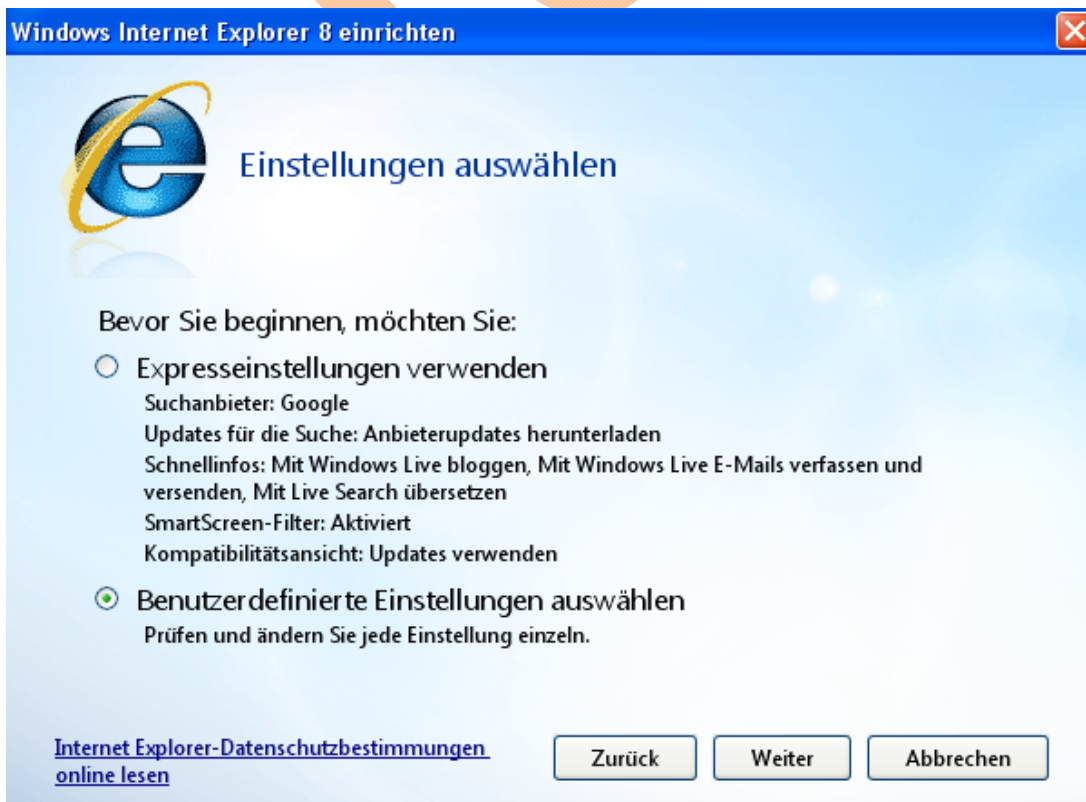 Windows Internet Explorer 8 einrichten
Einstellungen auswählen
Bevor Sie beginnen, möchten Sie:
Expresseinstellungen verwenden
Suchanbieter: Google
Updates für die Suche: Anbieterupdates herunterladen
Schnellinfos: Mit Windows Live bloggen, Mit Windows Live E-Mails verfassen und
versenden, Mit Live Search übersetzen
SmartScreen-Filter: Aktiviert
Kompatibilitätsansicht: Updates verwenden
Benutzerdefinierte Einstellungen auswählen
Prüfen und ändern Sie jede Einstellung einzeln.
Internet Explorer-Datenschutzbestimmungen
online lesen
Zurück
Weiter
Abbrechen